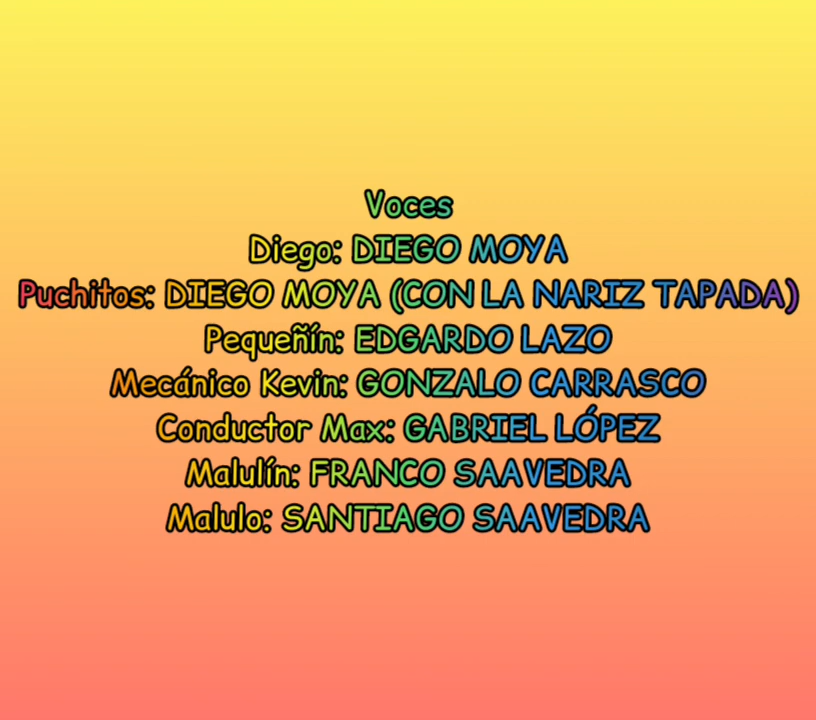 Voces
Diego: DIEGO MOYA
Puchitos: DIEGO MOYA (CON LA NARIZ TAPADA)
Pequeñín: EDGARDO LAZO
Mecánico Kevin: GONZALO CARRASCO
Conductor Max: GABRIEL LÓPEZ
Malulín: FRANCO SAAVEDRA
Malulo: SANTIAGO SAAVEDRA